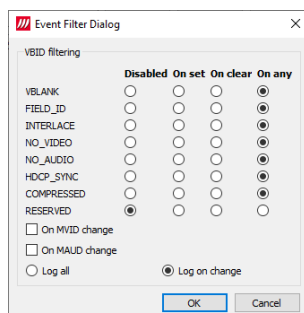 Event Filter Dialog
VBID filtering
Disabled On set On clear On any
VBLANK
FIELD_ID
INTERLACE
NO_VIDEO
NO_AUDIO
HDCP_SYNC
COMPRESSED
RESERVED
On MVID change
On MAUD change
Log all Log on change
OK Cancel